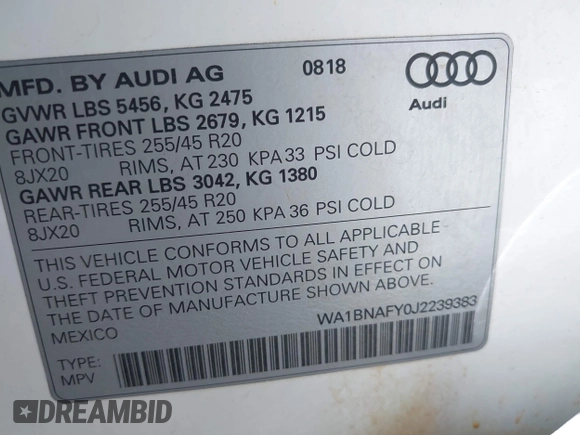 MFD. BY AUDI AG 0818
Audi
GVWR LBS 5456, KG 2475
GAWR FRONT LBS 2679, KG 1215
FRONT-TIRES 255/45 R20
8JX20 RIMS, AT 230 KPA 33 PSI COLD
GAWR REAR LBS 3042, KG 1380
REAR-TIRES 255/45 R20
8JX20 RIMS, AT 250 KPA 36 PSI COLD
THIS VEHICLE CONFORMS TO ALL APPLICABLE
U.S. FEDERAL MOTOR VEHICLE SAFETY AND
THEFT PREVENTION STANDARDS IN EFFECT ON
THE DATE OF MANUFACTURE SHOWN ABOVE.
MEXICO
WA1BNAFY0J2239383
TYPE:
MPV
DREAMBID